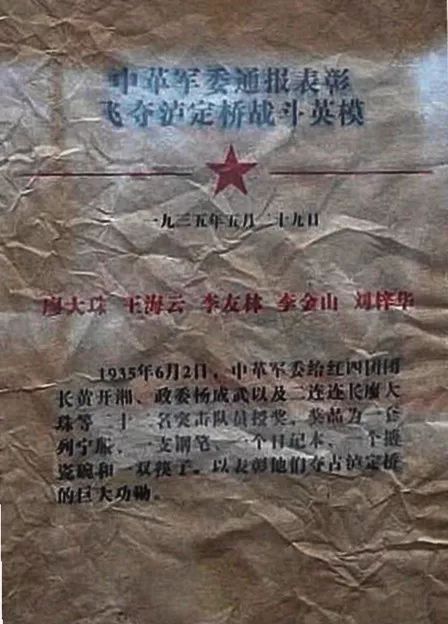 中革军委通报表彰
飞夺泸定桥战斗英模
一九三五年五月二十九日
廖大珠 王海云 李友林 李金山 刘梓华
1935年6月2日，中革军委给红四团团
长黄开湘、政委杨成武以及二连连长廖大
珠等二十二名突击队员授奖，奖品为一套
列宁服、一支钢笔、一个日记本、一个搪
瓷碗和一双筷子。以表彰他们夺占泸定桥
的巨大功勋。